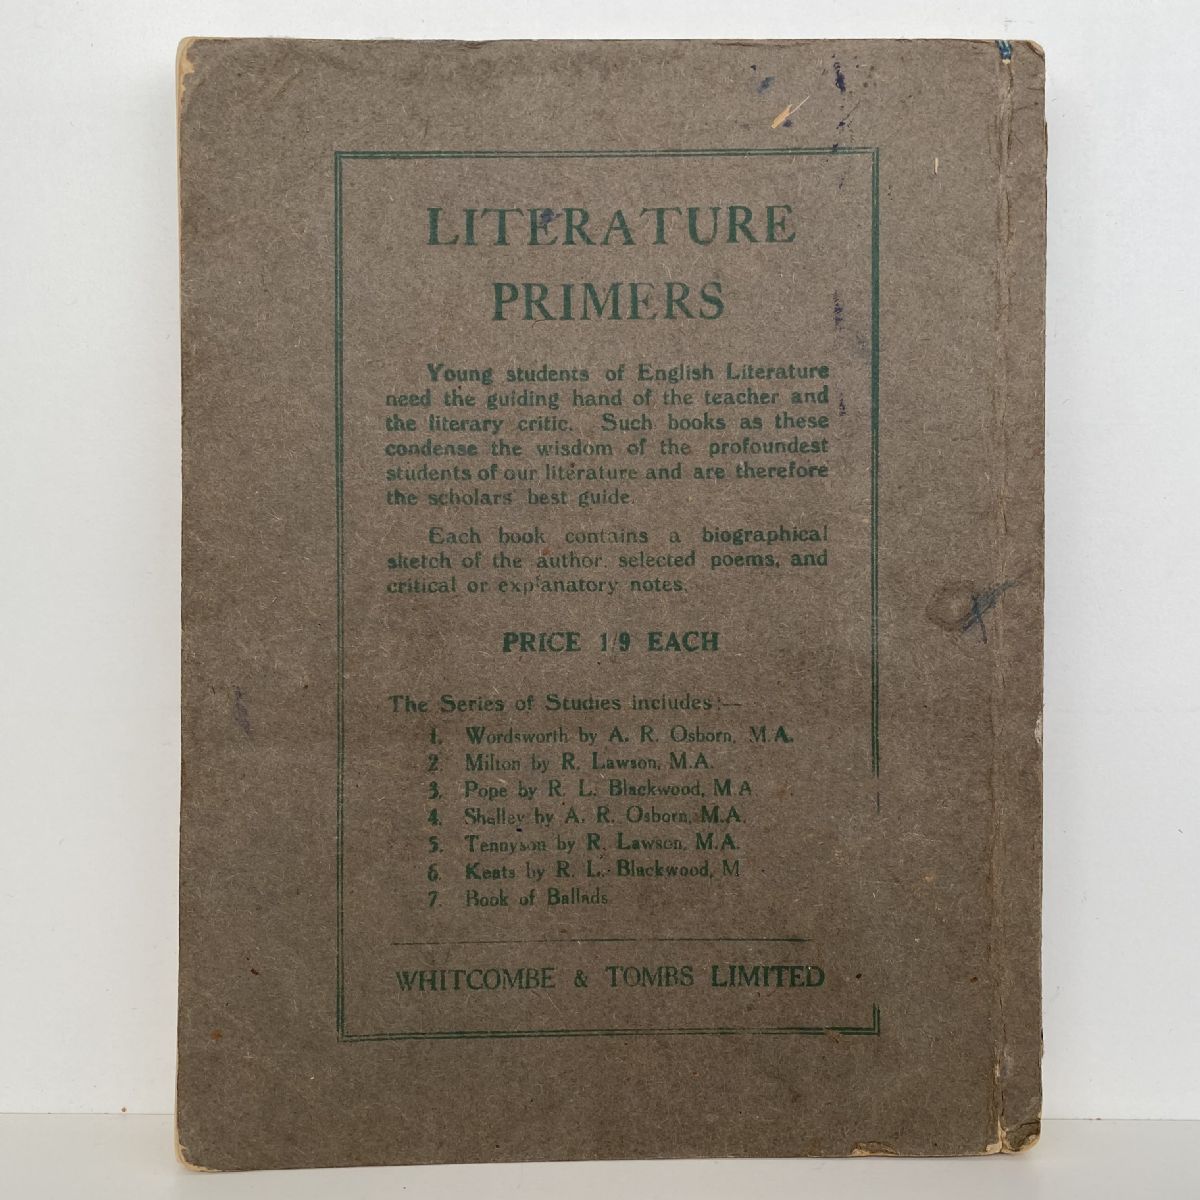 LITERATURE
PRIMERS
Young students of English Literature
need the guiding hand of the teacher and
the literary critic. Such books as these
condense the wisdom of the profoundest
students of our literature and are therefore
the scholars' best guide.
Each book contains a biographical
sketch of the author, selected poems, and
critical or explanatory notes.
PRICE 1/9 EACH
The Series of Studies includes:—
1. Wordsworth by A. R. Osborn, M.A.
2. Milton by R. Lawson, M.A.
3. Pope by R. L. Blackwood, M.A
4. Shelley by A. R. Osborn, M.A.
5. Tennyson by R. Lawson, M.A.
6. Keats by R. L. Blackwood, M
7. Book of Ballads
WHITCOMBE & TOMBS LIMITED